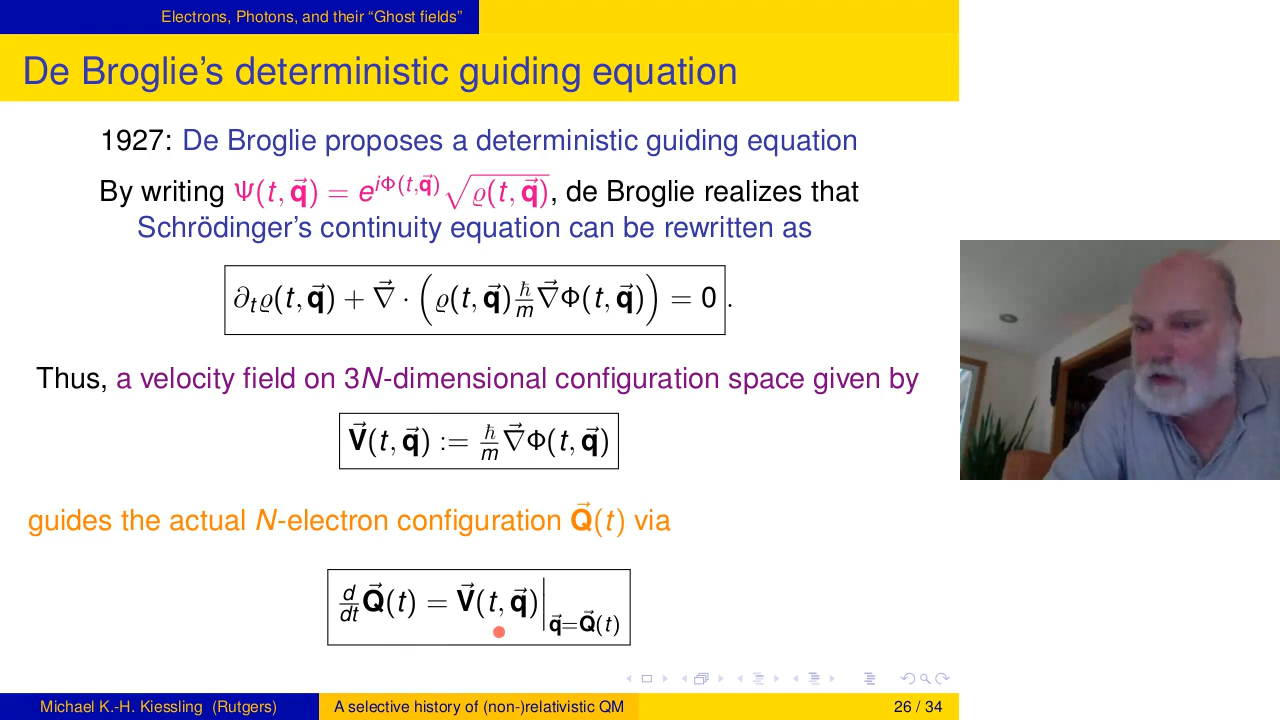 Electrons, Photons, and their “Ghost fields”
De Broglie’s deterministic guiding equation
1927: De Broglie proposes a deterministic guiding equation
By writing Ψ(t, q⃗) = e^{iΦ(t,q⃗)} √ϱ(t, q⃗), de Broglie realizes that
Schrödinger’s continuity equation can be rewritten as
∂ₜϱ(t, q⃗) + ∇⃗ · (ϱ(t, q⃗) ħ/m ∇⃗Φ(t, q⃗)) = 0.
Thus, a velocity field on 3N-dimensional configuration space given by
V⃗(t, q⃗) := ħ/m ∇⃗Φ(t, q⃗)
guides the actual N-electron configuration Q⃗(t) via
d/dt Q⃗(t) = V⃗(t, q⃗)|_{q⃗=Q⃗(t)}
Michael K.-H. Kiessling (Rutgers) A selective history of (non-)relativistic QM 26 / 34